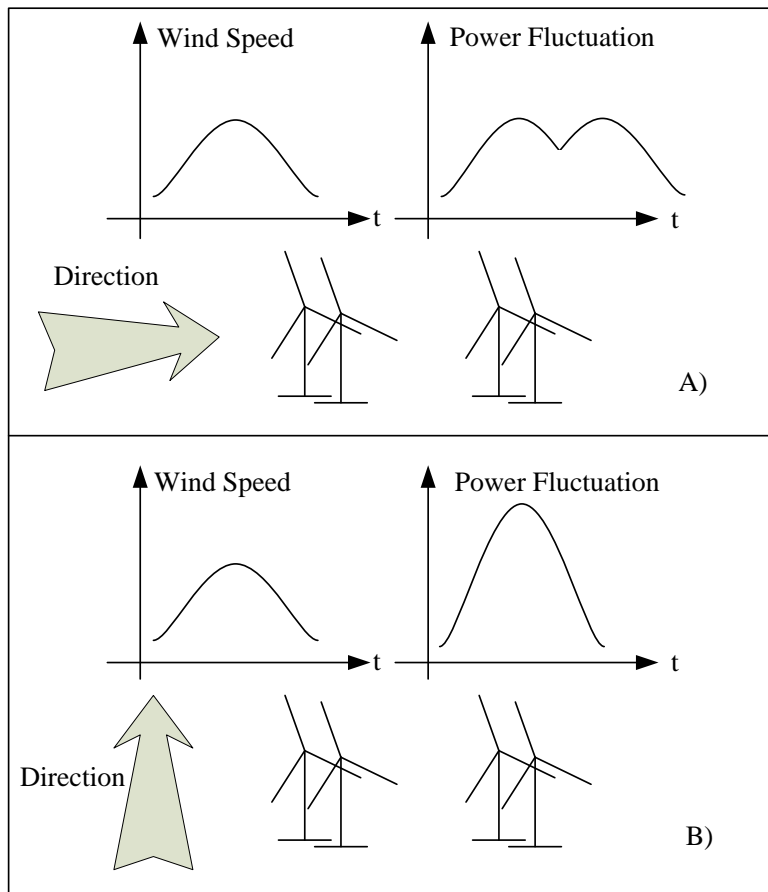 Wind Speed
Power Fluctuation
t
t
Direction
A)
Wind Speed
Power Fluctuation
t
t
Direction
B)